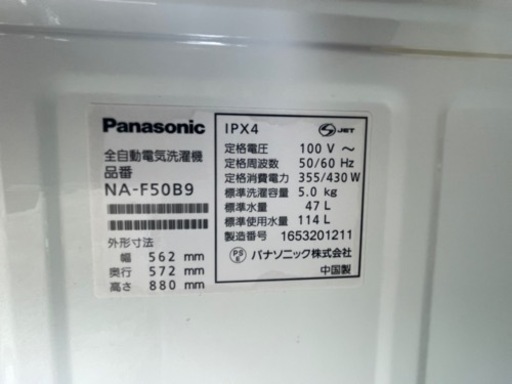 Panasonic
全自動電気洗濯機
品番
NA-F50B9
外形寸法
幅 562 mm
奥行 572 mm
高さ 880 mm
IPX4
S JET
定格電圧 100 V ～
定格周波数 50/60 Hz
定格消費電力 355/430 W
標準洗濯容量 5.0 kg
標準水量 47 L
標準使用水量 114 L
製造番号 1653201211
PS E パナソニック株式会社
中国製